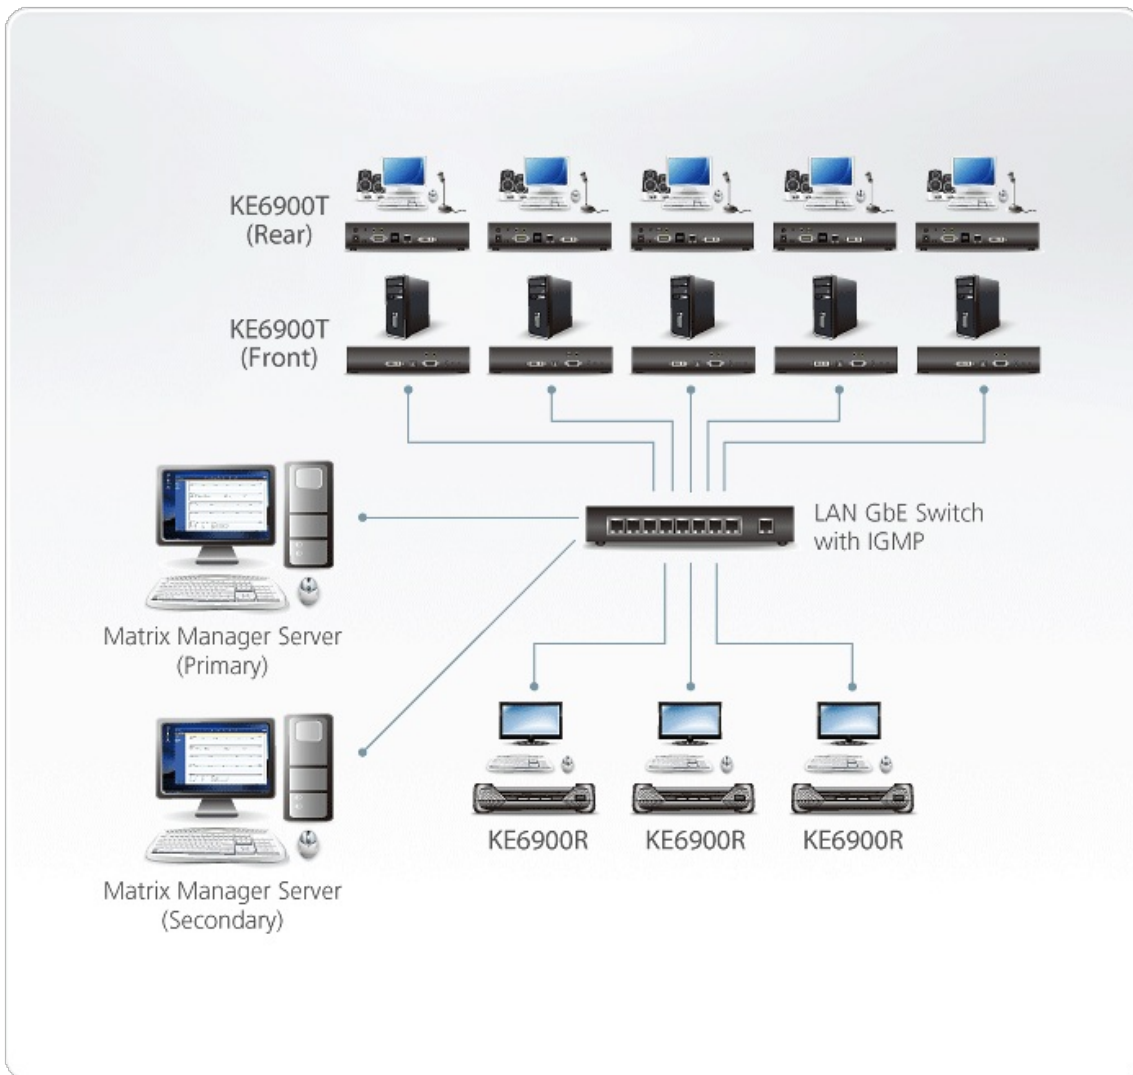 KE6900T
(Rear)
KE6900T
(Front)
LAN GbE Switch
with IGMP
Matrix Manager Server
(Primary)
KE6900R
KE6900R
KE6900R
Matrix Manager Server
(Secondary)